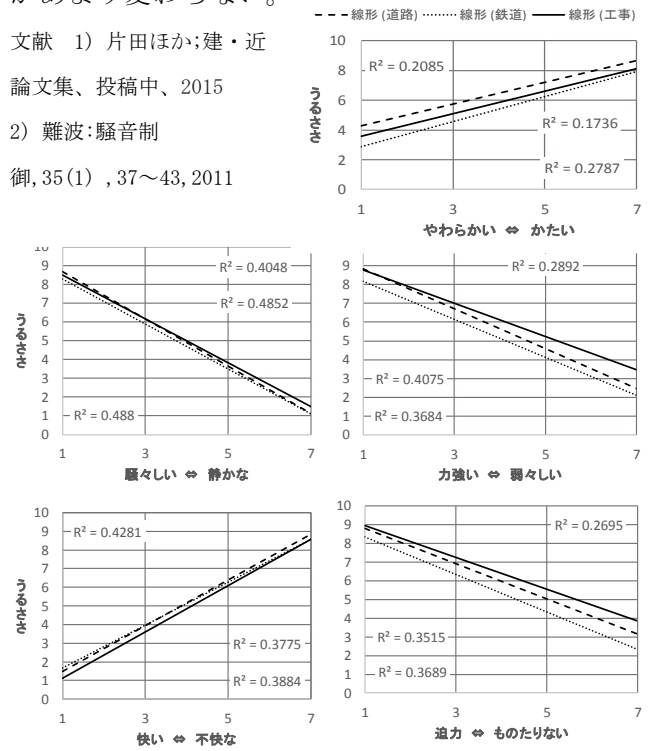 があまり変わらない。
文献 1) 片田ほか;建・近
論文集、投稿中、2015
2) 難波:騒音制
御,35(1) ,37～43,2011
線形 (道路) 線形 (鉄道) 線形 (工事)
10
8
6
4
2
0
うるささ
R² = 0.2085
R² = 0.1736
R² = 0.2787
1 3 5 7
やわらかい ⇔ かたい
10
9
8
7
6
5
4
3
2
1
0
うるささ
R² = 0.4048
R² = 0.4852
R² = 0.488
1 3 5 7
騒々しい ⇔ 静かな
9
8
7
6
5
4
3
2
1
0
R² = 0.2892
R² = 0.4075
R² = 0.3684
1 3 5 7
力強い ⇔ 弱々しい
10
9
8
7
6
5
4
3
2
1
0
うるささ
R² = 0.4281
R² = 0.3775
R² = 0.3884
1 3 5 7
快い ⇔ 不快な
10
9
8
7
6
5
4
3
2
1
0
R² = 0.2695
R² = 0.3515
R² = 0.3689
1 3 5 7
迫力 ⇔ ものたりない